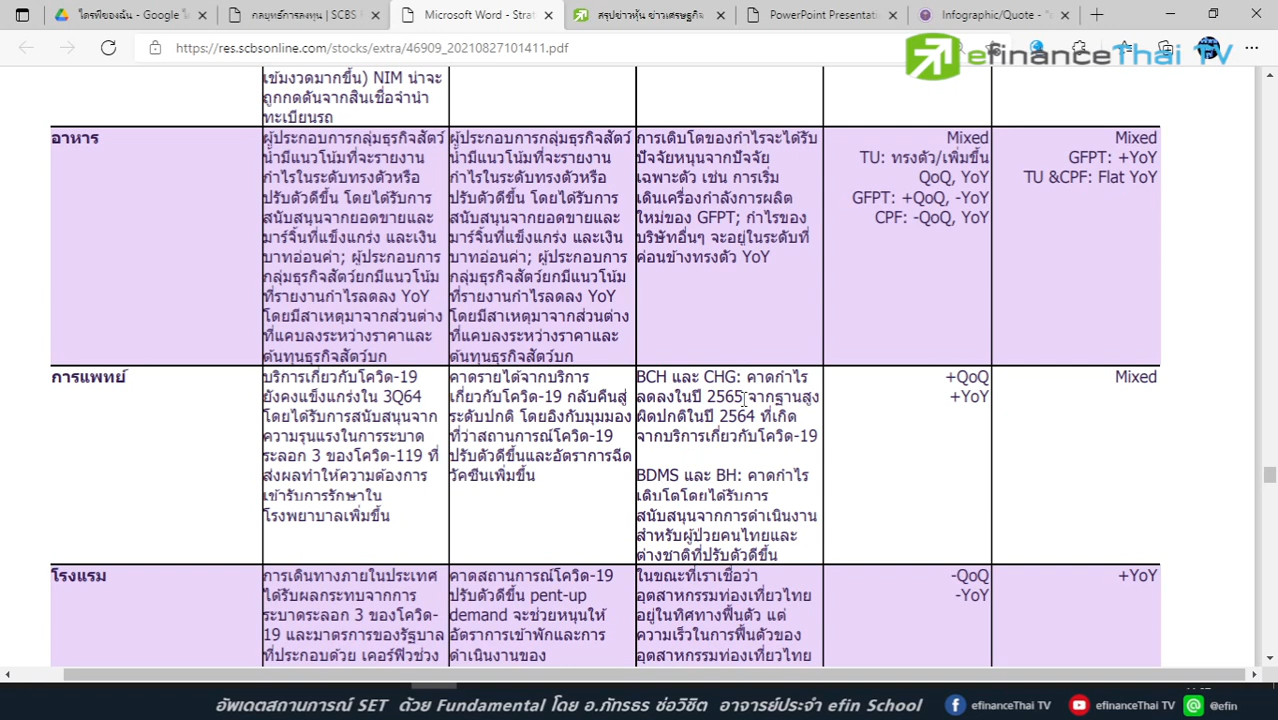 ไดรฟ์ของฉัน - Google ไ
กลยุทธ์การลงทุน | SCBS
Microsoft Word - Strat
สรุปข่าวหุ้น ข่าวเศรษฐกิจ
PowerPoint Presentati
Infographic/Quote - "
https://res.scbsonline.com/stocks/extra/46909_20210827101411.pdf
efinanceThai TV
เข้มงวดมากขึ้น) NIM น่าจะ
ถูกกดดันจากสินเชื่อจำนำ
ทะเบียนรถ
อาหาร
ผู้ประกอบการกลุ่มธุรกิจสัตว์
น้ำมีแนวโน้มที่จะรายงาน
กำไรในระดับทรงตัวหรือ
ปรับตัวดีขึ้น โดยได้รับการ
สนับสนุนจากยอดขายและ
มาร์จิ้นที่แข็งแกร่ง และเงิน
บาทอ่อนค่า; ผู้ประกอบการ
กลุ่มธุรกิจสัตว์บกมีแนวโน้ม
ที่รายงานกำไรลดลง YoY
โดยมีสาเหตุมาจากส่วนต่าง
ที่แคบลงระหว่างราคาและ
ต้นทุนธุรกิจสัตว์บก
ผู้ประกอบการกลุ่มธุรกิจสัตว์
น้ำมีแนวโน้มที่จะรายงาน
กำไรในระดับทรงตัวหรือ
ปรับตัวดีขึ้น โดยได้รับการ
สนับสนุนจากยอดขายและ
มาร์จิ้นที่แข็งแกร่ง และเงิน
บาทอ่อนค่า; ผู้ประกอบการ
กลุ่มธุรกิจสัตว์บกมีแนวโน้ม
ที่รายงานกำไรลดลง YoY
โดยมีสาเหตุมาจากส่วนต่าง
ที่แคบลงระหว่างราคาและ
ต้นทุนธุรกิจสัตว์บก
การเติบโตของกำไรจะได้รับ
ปัจจัยหนุนจากปัจจัย
เฉพาะตัว เช่น การเริ่ม
เดินเครื่องกำลังการผลิต
ใหม่ของ GFPT; กำไรของ
บริษัทอื่นๆ จะอยู่ในระดับที่
ค่อนข้างทรงตัว YoY
Mixed
TU: ทรงตัว/เพิ่มขึ้น
QoQ, YoY
GFPT: +QoQ, -YoY
CPF: -QoQ, YoY
Mixed
GFPT: +YoY
TU &CPF: Flat YoY
การแพทย์
บริการเกี่ยวกับโควิด-19
ยังคงแข็งแกร่งใน 3Q64
โดยได้รับการสนับสนุนจาก
ความรุนแรงในการระบาด
ระลอก 3 ของโควิด-119 ที่
ส่งผลทำให้ความต้องการ
เข้ารับการรักษาใน
โรงพยาบาลเพิ่มขึ้น
คาดรายได้จากบริการ
เกี่ยวกับโควิด-19 กลับคืนสู่
ระดับปกติ โดยอิงกับมุมมอง
ที่ว่าสถานการณ์โควิด-19
ปรับตัวดีขึ้นและอัตราการฉีด
วัคซีนเพิ่มขึ้น
BCH และ CHG: คาดกำไร
ลดลงในปี 2565 จากฐานสูง
ผิดปกติในปี 2564 ที่เกิด
จากบริการเกี่ยวกับโควิด-19
BDMS และ BH: คาดกำไร
เติบโตโดยได้รับการ
สนับสนุนจากการดำเนินงาน
สำหรับผู้ป่วยคนไทยและ
ต่างชาติที่ปรับตัวดีขึ้น
+QoQ
+YoY
Mixed
โรงแรม
การเดินทางภายในประเทศ
ได้รับผลกระทบจากการ
ระบาดระลอก 3 ของโควิด-
19 และมาตรการของรัฐบาล
ที่ประกอบด้วย เคอร์ฟิวช่วง
คาดสถานการณ์โควิด-19
ปรับตัวดีขึ้น pent-up
demand จะช่วยหนุนให้
อัตราการเข้าพักและการ
ดำเนินงานของ
ในขณะที่เราเชื่อว่า
อุตสาหกรรมท่องเที่ยวไทย
อยู่ในทิศทางฟื้นตัว แต่
ความเร็วในการฟื้นตัวของ
อุตสาหกรรมท่องเที่ยวไทย
-QoQ
-YoY
+YoY
อัพเดตสถานการณ์ SET ด้วย Fundamental โดย อ.ภัทรธร ช่อวิชิต อาจารย์ประจำ efin School
efinanceThai TV
efinanceThai TV
@efin